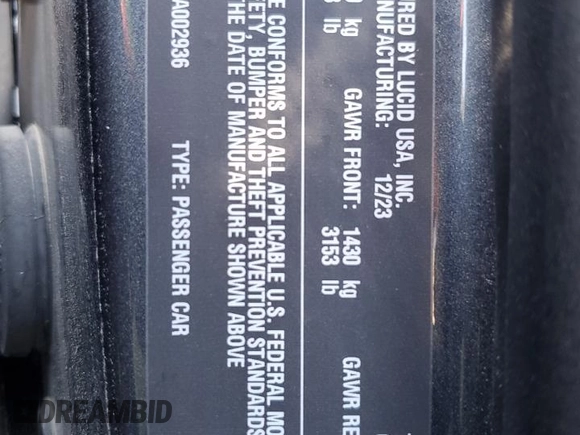 RED BY LUCID USA, INC.
NUFACTURING: 12/23
kg GAWR FRONT: 1430 kg GAWR RE
lb 3153 lb
E CONFORMS TO ALL APPLICABLE U.S. FEDERAL MO
ETY, BUMPER AND THEFT PREVENTION STANDARDS
THE DATE OF MANUFACTURE SHOWN ABOVE
A002936 TYPE: PASSENGER CAR
DREAMBID